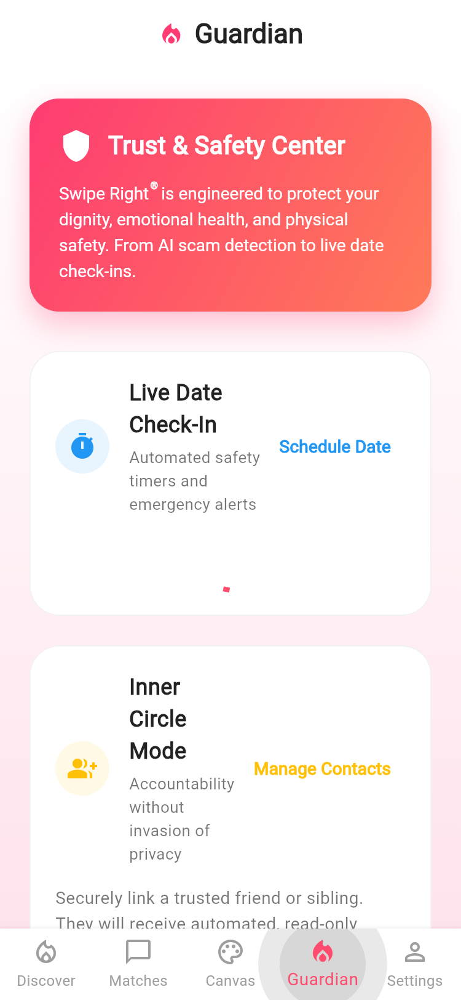 Guardian
Trust & Safety Center
Swipe Right® is engineered to protect your
dignity, emotional health, and physical
safety. From AI scam detection to live date
check-ins.
Live Date
Check-In
Automated safety
timers and
emergency alerts
Schedule Date
Inner
Circle
Mode
Accountability
without
invasion of
privacy
Manage Contacts
Securely link a trusted friend or sibling.
They will receive automated, read-only
Discover
Matches
Canvas
Guardian
Settings